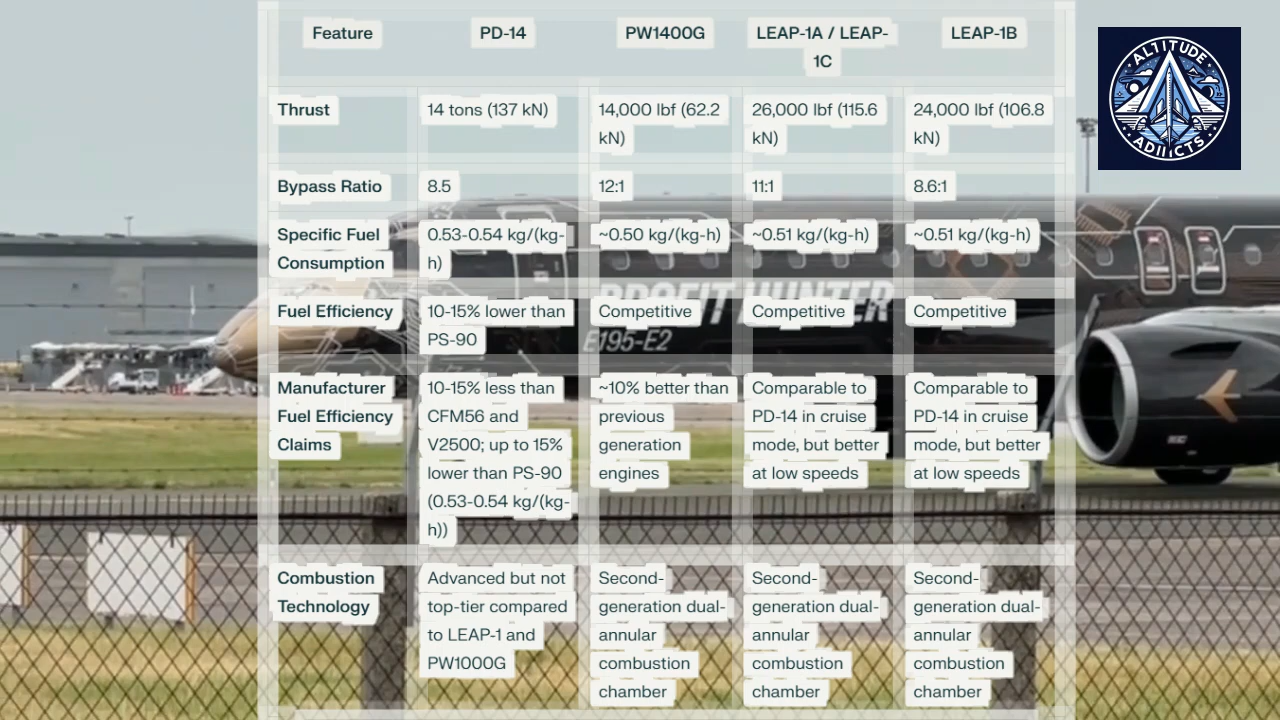 Feature
PD-14
PW1400G
LEAP-1A / LEAP-
1C
LEAP-1B
Thrust
14 tons (137 kN)
14,000 lbf (62.2
kN)
26,000 lbf (115.6
kN)
24,000 lbf (106.8
kN)
Bypass Ratio
8.5
12:1
11:1
8.6:1
Specific Fuel
Consumption
0.53-0.54 kg/(kg-
h)
~0.50 kg/(kg-h)
~0.51 kg/(kg-h)
~0.51 kg/(kg-h)
Fuel Efficiency
10-15% lower than
PS-90
Competitive
Competitive
Competitive
Manufacturer
Fuel Efficiency
Claims
10-15% less than
CFM56 and
V2500; up to 15%
lower than PS-90
(0.53-0.54 kg/(kg-
h))
~10% better than
previous
generation
engines
Comparable to
PD-14 in cruise
mode, but better
at low speeds
Comparable to
PD-14 in cruise
mode, but better
at low speeds
Combustion
Technology
Advanced but not
top-tier compared
to LEAP-1 and
PW1000G
Second-
generation dual-
annular
combustion
chamber
Second-
generation dual-
annular
combustion
chamber
Second-
generation dual-
annular
combustion
chamber
PROFIT HUNTER
E195-E2
ALTITUDE
ADIICTS